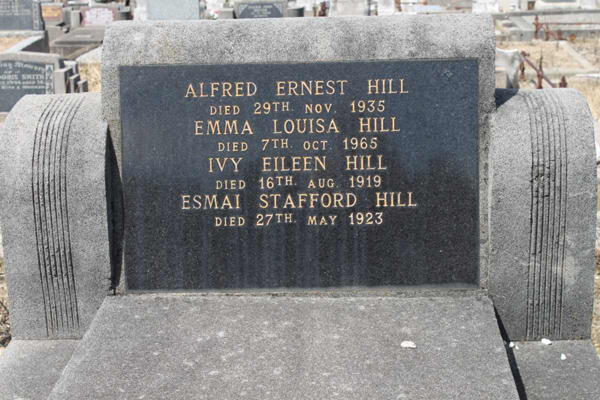 ALFRED ERNEST HILL
DIED 29TH. NOV. 1935
EMMA LOUISA HILL
DIED 7TH. OCT. 1965
IVY EILEEN HILL
DIED 16TH. AUG. 1919
ESMAI STAFFORD HILL
DIED 27TH. MAY 1923
SMITH